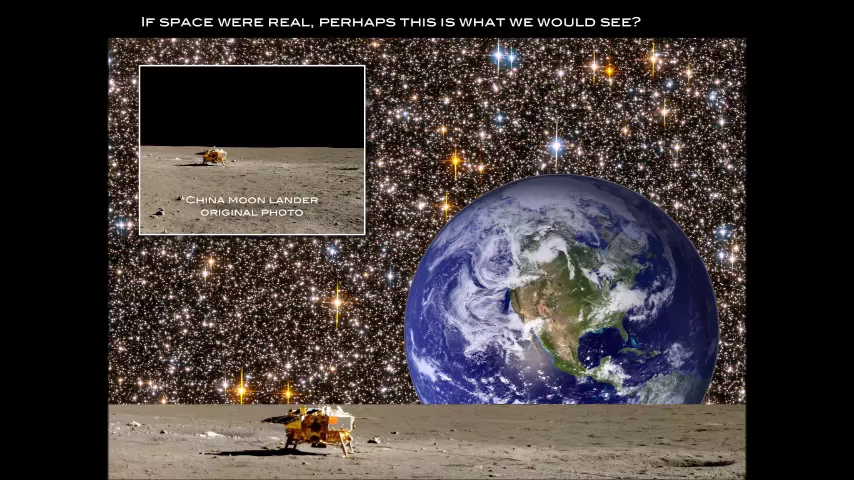 If space were real, perhaps this is what we would see?
*China moon lander
original photo